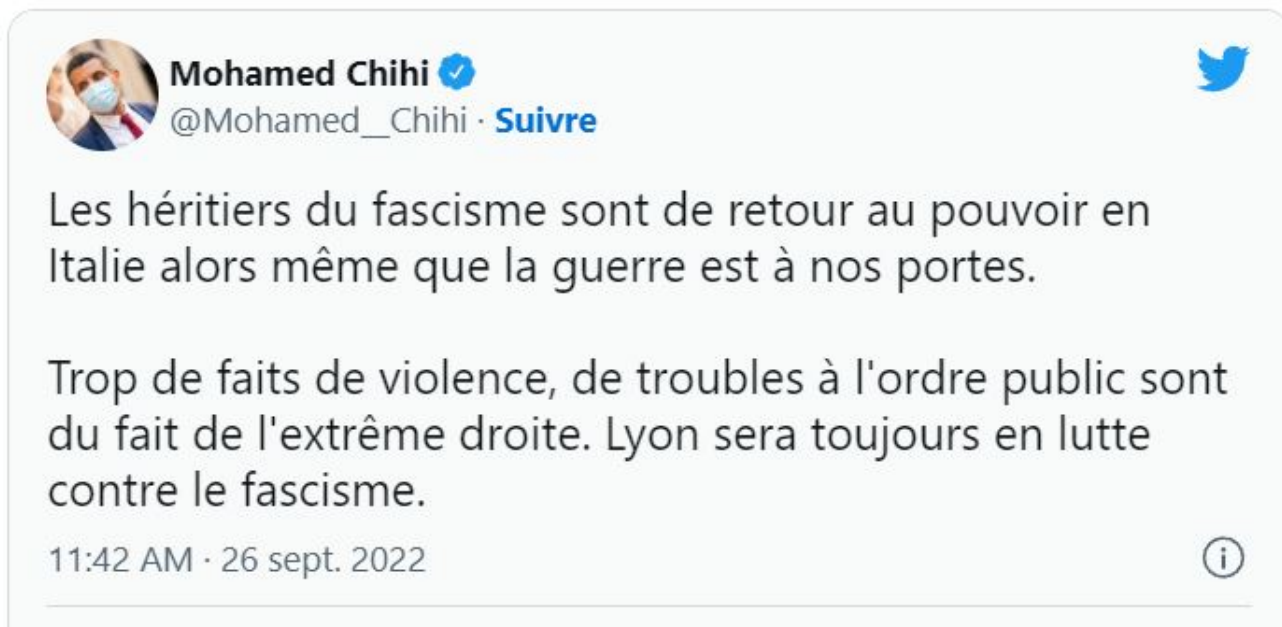 Mohamed Chihi
@Mohamed__Chihi · Suivre
Les héritiers du fascisme sont de retour au pouvoir en
Italie alors même que la guerre est à nos portes.
Trop de faits de violence, de troubles à l'ordre public sont
du fait de l'extrême droite. Lyon sera toujours en lutte
contre le fascisme.
11:42 AM · 26 sept. 2022